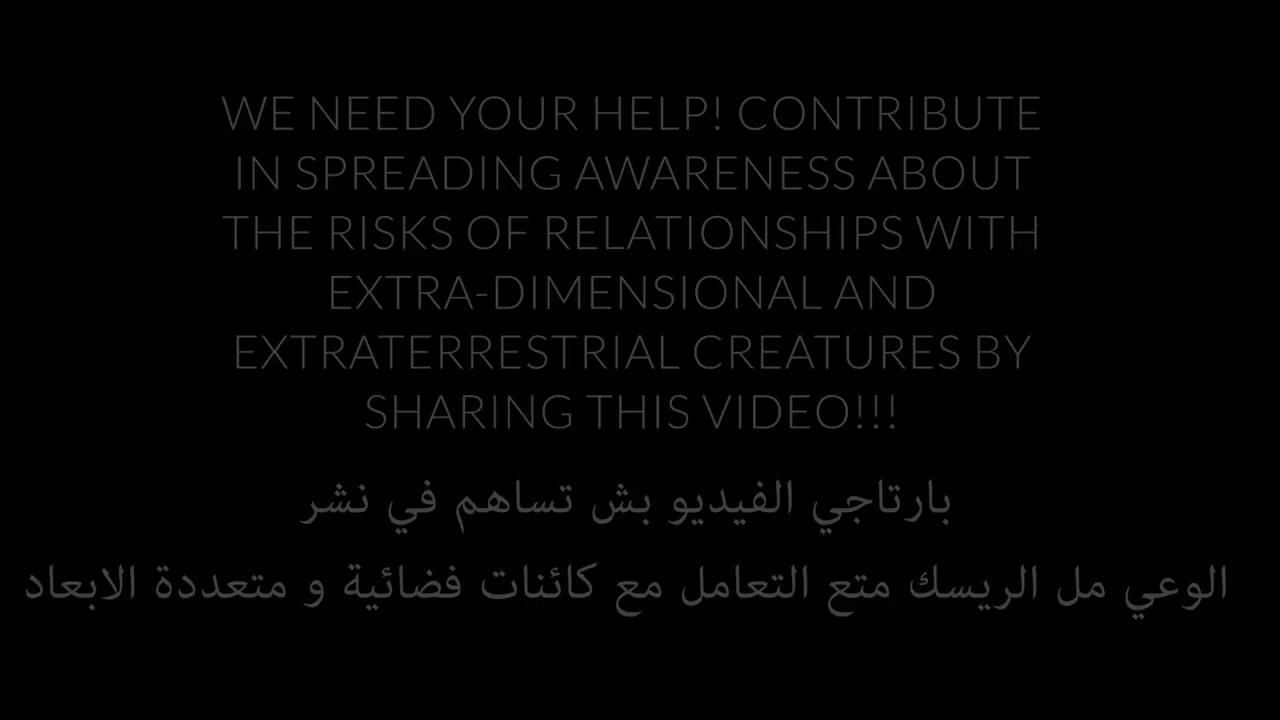 WE NEED YOUR HELP! CONTRIBUTE
IN SPREADING AWARENESS ABOUT
THE RISKS OF RELATIONSHIPS WITH
EXTRA-DIMENSIONAL AND
EXTRATERRESTRIAL CREATURES BY
SHARING THIS VIDEO!!!
بارتاجي الفيديو بش تساهم في نشر
الوعي مل الريسك متع التعامل مع كائنات فضائية و متعددة الابعاد